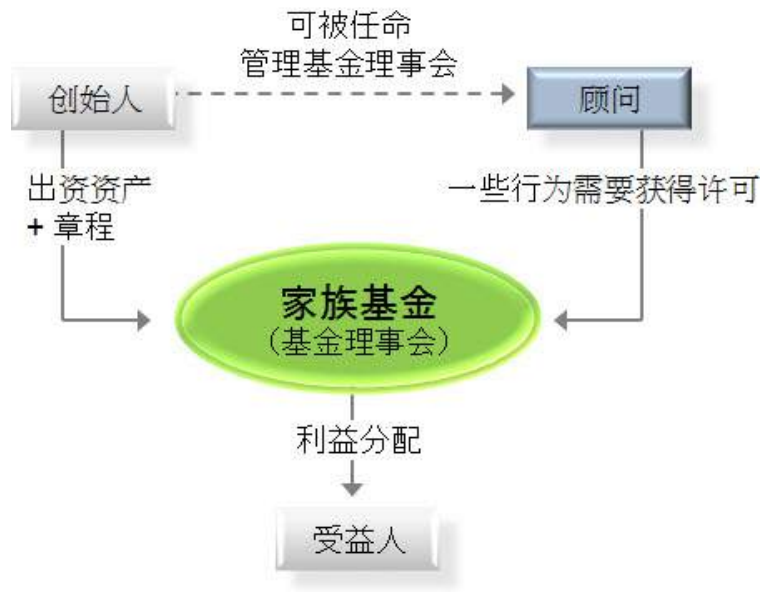 可被任命
管理基金理事会
创始人
顾问
出资资产
+ 章程
一些行为需要获得许可
家族基金
（基金理事会）
利益分配
受益人